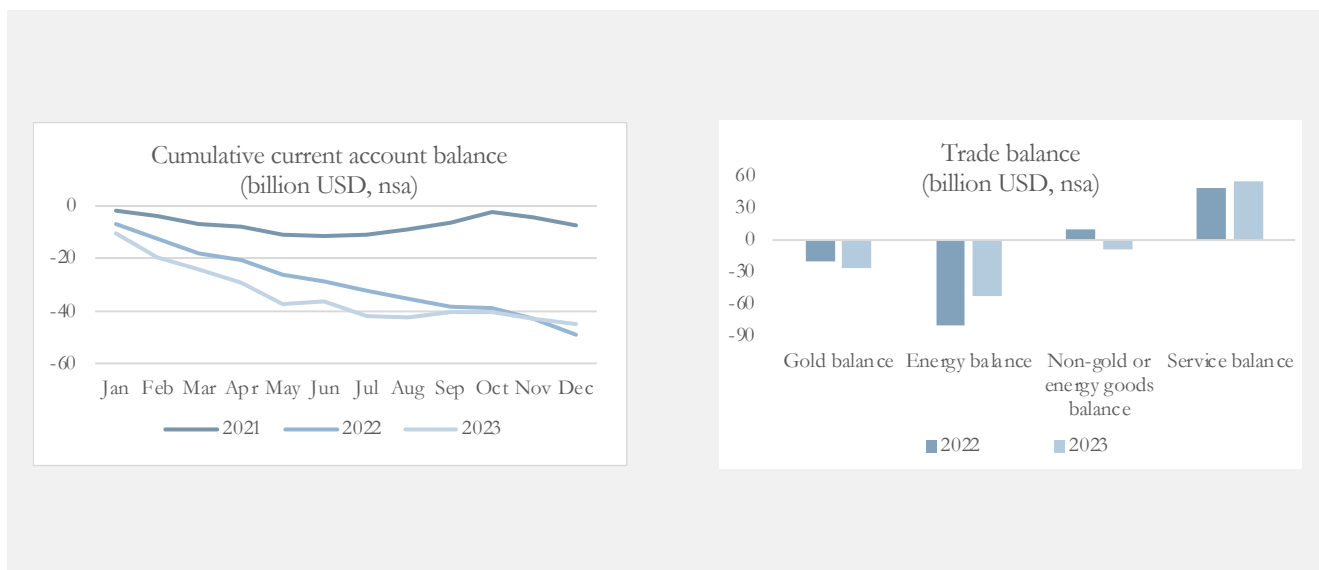 Cumulative current account balance
(billion USD, nsa)
0
-20
-40
-60
Jan Feb Mar Apr May Jun Jul Aug Sep Oct Nov Dec
2021 2022 2023
Trade balance
(billion USD, nsa)
60
30
0
-30
-60
-90
Gold balance Energy balance Non-gold or energy goods balance Service balance
2022 2023